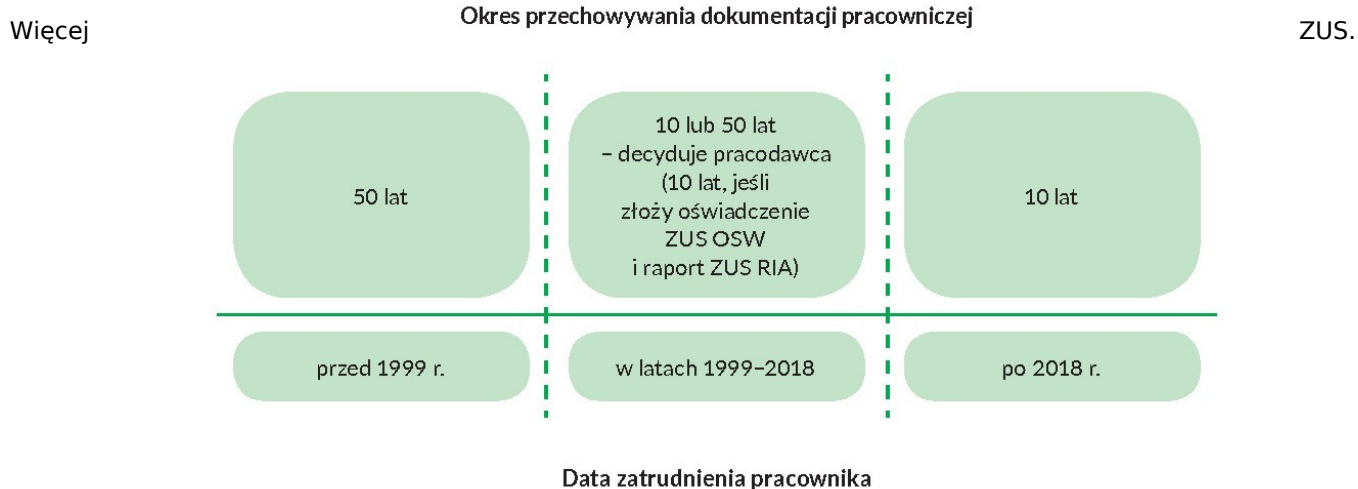 Okres przechowywania dokumentacji pracowniczej
Więcej ZUS.
50 lat
10 lub 50 lat
– decyduje pracodawca
(10 lat, jeśli
złoży oświadczenie
ZUS OSW
i raport ZUS RIA)
10 lat
przed 1999 r.
w latach 1999–2018
po 2018 r.
Data zatrudnienia pracownika